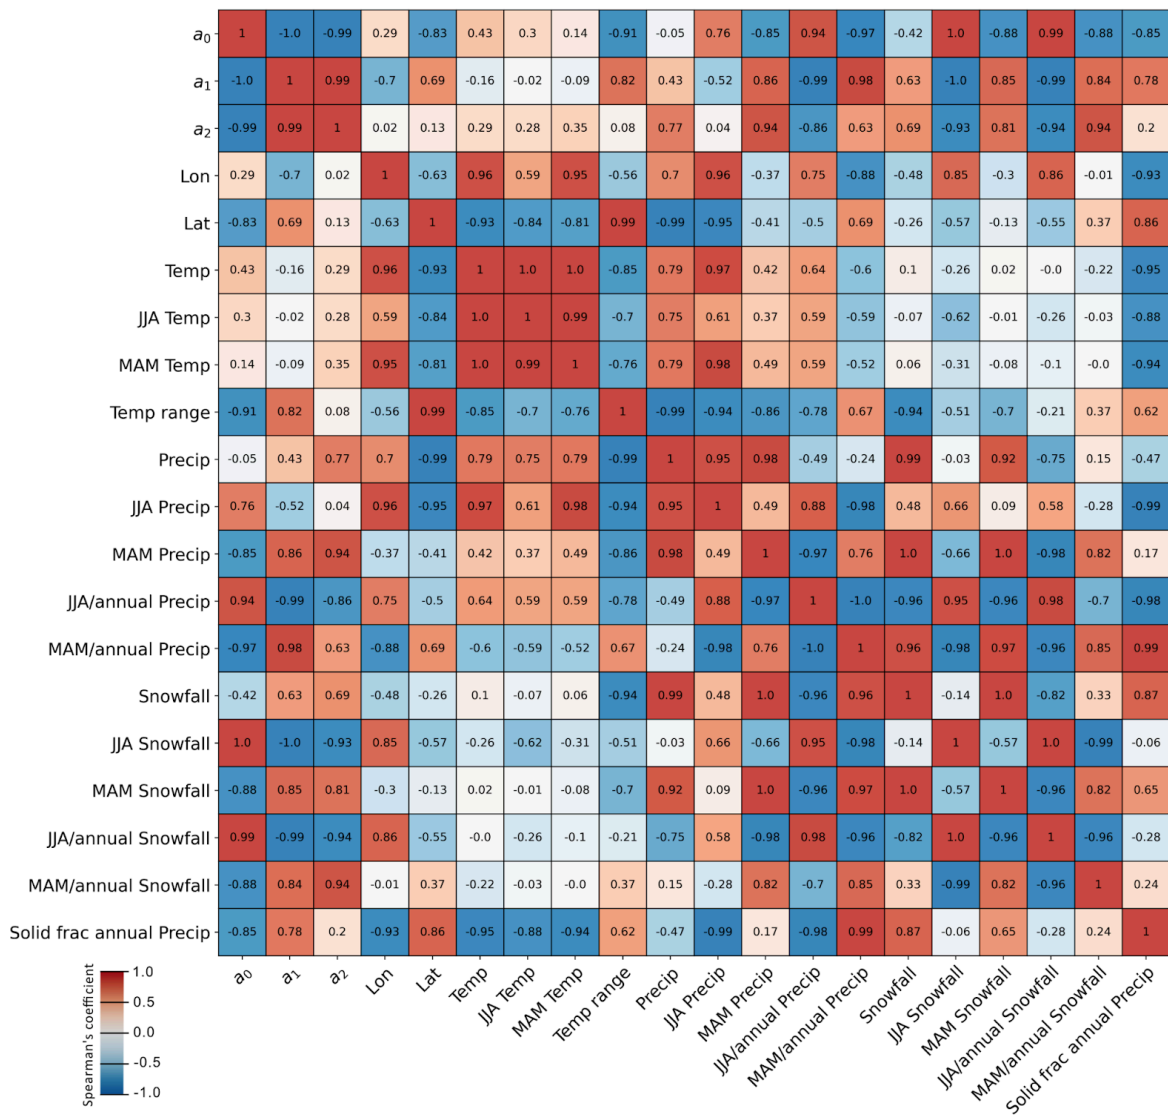 a₀ 1 -1.0 -0.99 0.29 -0.83 0.43 0.3 0.14 -0.91 -0.05 0.76 -0.85 0.94 -0.97 -0.42 1.0 -0.88 0.99 -0.88 -0.85
a₁ -1.0 1 0.99 -0.7 0.69 -0.16 -0.02 -0.09 0.82 0.43 -0.52 0.86 -0.99 0.98 0.63 -1.0 0.85 -0.99 0.84 0.78
a₂ -0.99 0.99 1 0.02 0.13 0.29 0.28 0.35 0.08 0.77 0.04 0.94 -0.86 0.63 0.69 -0.93 0.81 -0.94 0.94 0.2
Lon 0.29 -0.7 0.02 1 -0.63 0.96 0.59 0.95 -0.56 0.7 0.96 -0.37 0.75 -0.88 -0.48 0.85 -0.3 0.86 -0.01 -0.93
Lat -0.83 0.69 0.13 -0.63 1 -0.93 -0.84 -0.81 0.99 -0.99 -0.95 -0.41 -0.5 0.69 -0.26 -0.57 -0.13 -0.55 0.37 0.86
Temp 0.43 -0.16 0.29 0.96 -0.93 1 1.0 1.0 -0.85 0.79 0.97 0.42 0.64 -0.6 0.1 -0.26 0.02 -0.0 -0.22 -0.95
JJA Temp 0.3 -0.02 0.28 0.59 -0.84 1.0 1 0.99 -0.7 0.75 0.61 0.37 0.59 -0.59 -0.07 -0.62 -0.01 -0.26 -0.03 -0.88
MAM Temp 0.14 -0.09 0.35 0.95 -0.81 1.0 0.99 1 -0.76 0.79 0.98 0.49 0.59 -0.52 0.06 -0.31 -0.08 -0.1 -0.0 -0.94
Temp range -0.91 0.82 0.08 -0.56 0.99 -0.85 -0.7 -0.76 1 -0.99 -0.94 -0.86 -0.78 0.67 -0.94 -0.51 -0.7 -0.21 0.37 0.62
Precip -0.05 0.43 0.77 0.7 -0.99 0.79 0.75 0.79 -0.99 1 0.95 0.98 -0.49 -0.24 0.99 -0.03 0.92 -0.75 0.15 -0.47
JJA Precip 0.76 -0.52 0.04 0.96 -0.95 0.97 0.61 0.98 -0.94 0.95 1 0.49 0.88 -0.98 0.48 0.66 0.09 0.58 -0.28 -0.99
MAM Precip -0.85 0.86 0.94 -0.37 -0.41 0.42 0.37 0.49 -0.86 0.98 0.49 1 -0.97 0.76 1.0 -0.66 1.0 -0.98 0.82 0.17
JJA/annual Precip 0.94 -0.99 -0.86 0.75 -0.5 0.64 0.59 0.59 -0.78 -0.49 0.88 -0.97 1 -1.0 -0.96 0.95 -0.96 0.98 -0.7 -0.98
MAM/annual Precip -0.97 0.98 0.63 -0.88 0.69 -0.6 -0.59 -0.52 0.67 -0.24 -0.98 0.76 -1.0 1 0.96 -0.98 0.97 -0.96 0.85 0.99
Snowfall -0.42 0.63 0.69 -0.48 -0.26 0.1 -0.07 0.06 -0.94 0.99 0.48 1.0 -0.96 0.96 1 -0.14 1.0 -0.82 0.33 0.87
JJA Snowfall 1.0 -1.0 -0.93 0.85 -0.57 -0.26 -0.62 -0.31 -0.51 -0.03 0.66 -0.66 0.95 -0.98 -0.14 1 -0.57 1.0 -0.99 -0.06
MAM Snowfall -0.88 0.85 0.81 -0.3 -0.13 0.02 -0.01 -0.08 -0.7 0.92 0.09 1.0 -0.96 0.97 1.0 -0.57 1 -0.96 0.82 0.65
JJA/annual Snowfall 0.99 -0.99 -0.94 0.86 -0.55 -0.0 -0.26 -0.1 -0.21 -0.75 0.58 -0.98 0.98 -0.96 -0.82 1.0 -0.96 1 -0.96 -0.28
MAM/annual Snowfall -0.88 0.84 0.94 -0.01 0.37 -0.22 -0.03 -0.0 0.37 0.15 -0.28 0.82 -0.7 0.85 0.33 -0.99 0.82 -0.96 1 0.24
Solid frac annual Precip -0.85 0.78 0.2 -0.93 0.86 -0.95 -0.88 -0.94 0.62 -0.47 -0.99 0.17 -0.98 0.99 0.87 -0.06 0.65 -0.28 0.24 1
a₀ a₁ a₂ Lon Lat Temp JJA Temp MAM Temp Temp range Precip JJA Precip MAM Precip JJA/annual Precip MAM/annual Precip Snowfall JJA Snowfall MAM Snowfall JJA/annual Snowfall MAM/annual Snowfall Solid frac annual Precip
Spearman's coefficient
1.0
0.5
0.0
-0.5
-1.0